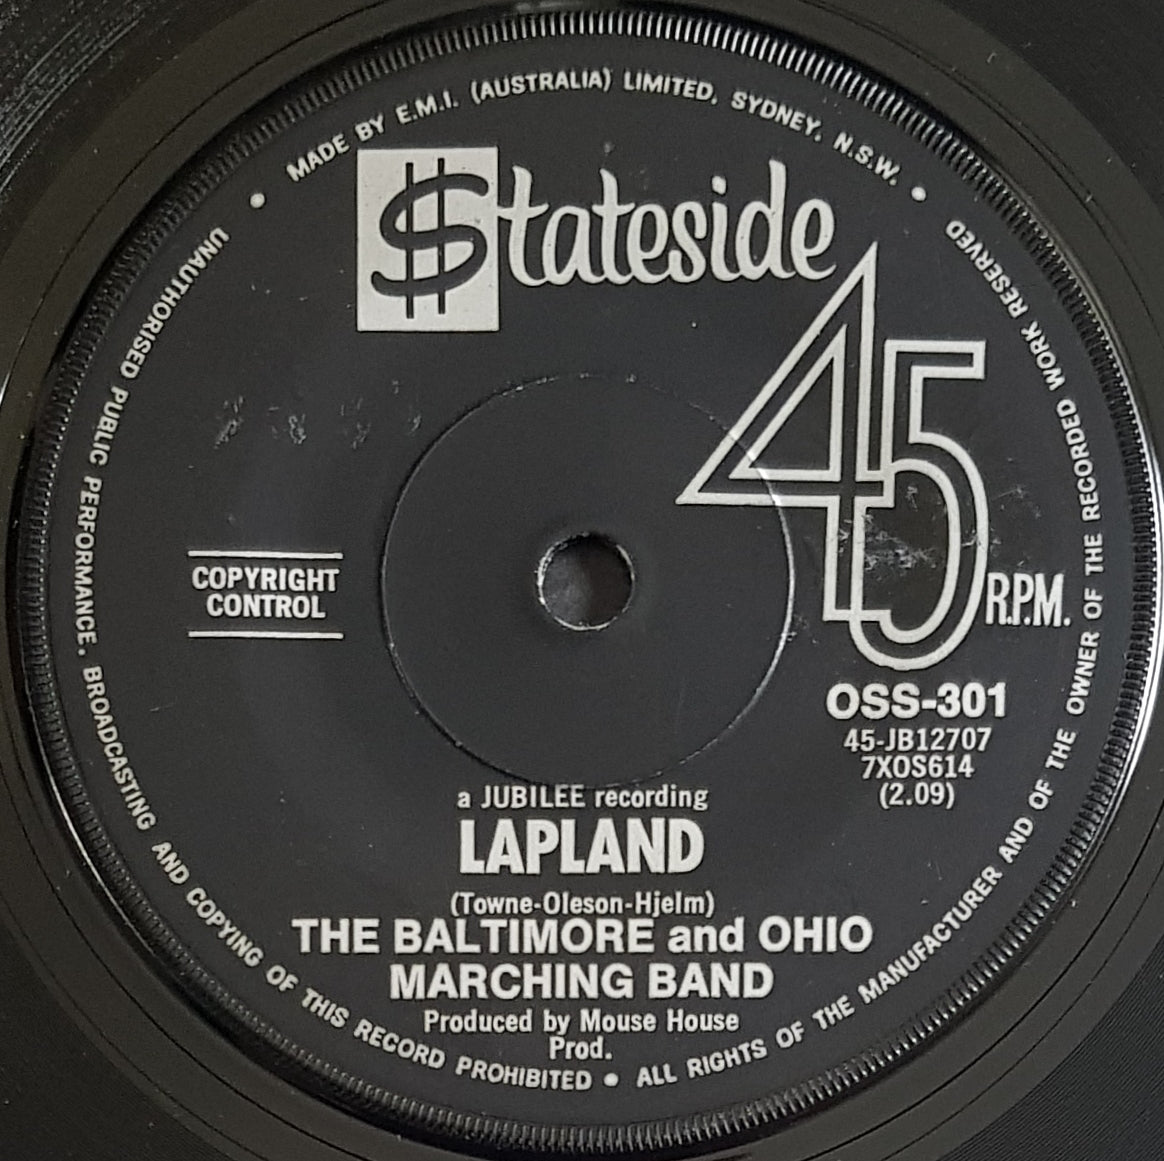 MADE BY E.M.I. (AUSTRALIA) LIMITED, SYDNEY, N.S.W.
$tateside
45
R.P.M.
COPYRIGHT
CONTROL
OSS-301
45-JB12707
7XOS614
(2.09)
a JUBILEE recording
LAPLAND
(Towne-Oleson-Hjelm)
THE BALTIMORE and OHIO
MARCHING BAND
Produced by Mouse House
Prod.
UNAUTHORISED PUBLIC PERFORMANCE, BROADCASTING AND COPYING OF THIS RECORD PROHIBITED • ALL RIGHTS OF THE MANUFACTURER AND OF THE OWNER OF THE RECORDED WORK RESERVED